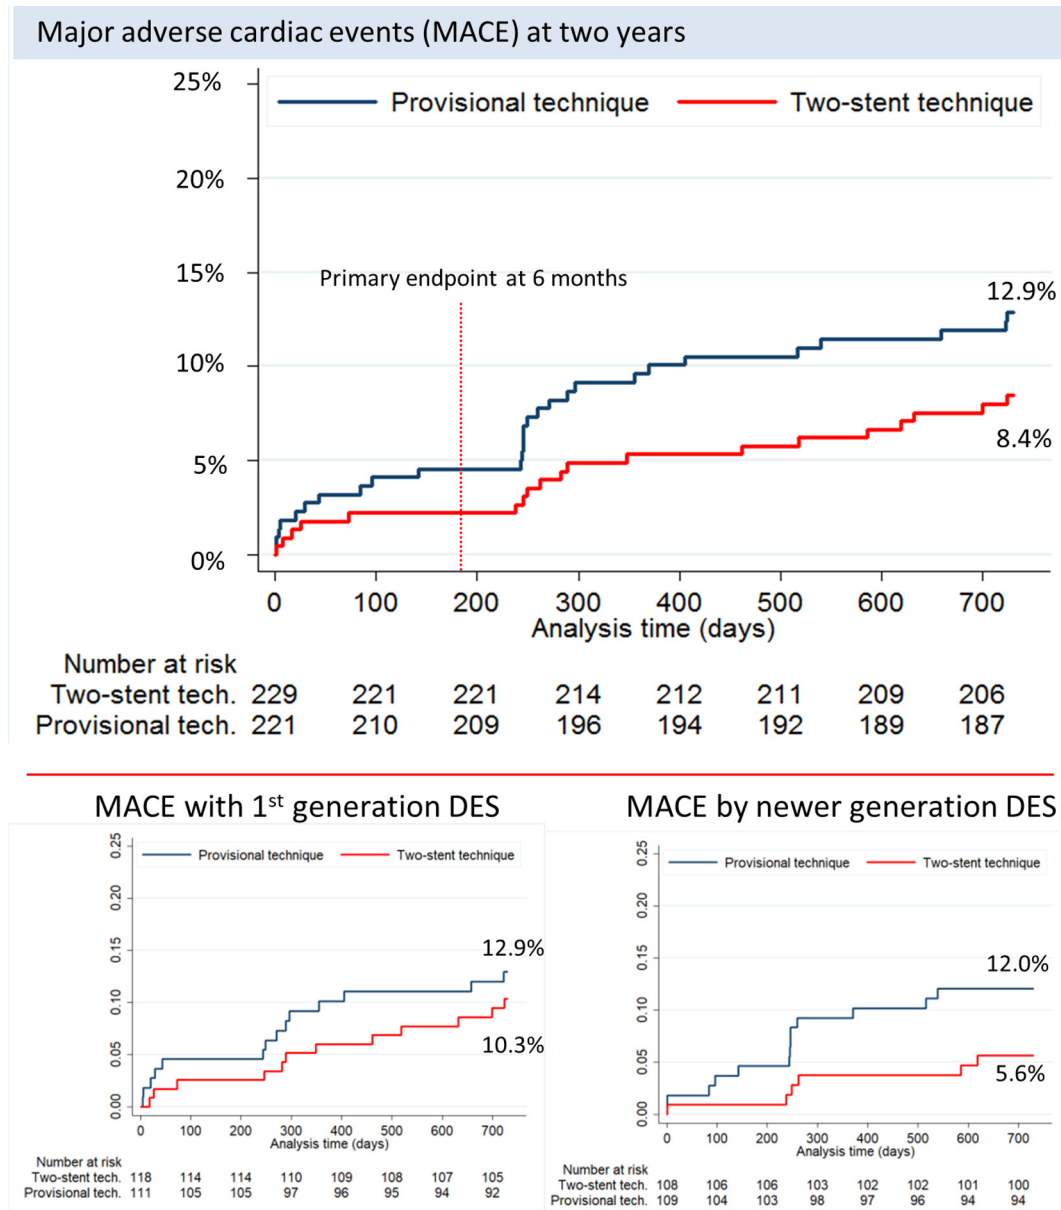 Major adverse cardiac events (MACE) at two years
Provisional technique Two-stent technique
25%
20%
15%
10%
5%
0%
Primary endpoint at 6 months
12.9%
8.4%
0 100 200 300 400 500 600 700
Analysis time (days)
Number at risk
Two-stent tech. 229 221 221 214 212 211 209 206
Provisional tech. 221 210 209 196 194 192 189 187
MACE with 1st generation DES
Provisional technique Two-stent technique
0.25
0.20
0.15
0.10
0.05
0.00
12.9%
10.3%
0 100 200 300 400 500 600 700
Analysis time (days)
Number at risk
Two-stent tech. 118 114 114 110 109 108 107 105
Provisional tech. 111 105 105 97 96 95 94 92
MACE by newer generation DES
Provisional technique Two-stent technique
0.25
0.20
0.15
0.10
0.05
0.00
12.0%
5.6%
0 100 200 300 400 500 600 700
Analysis time (days)
Number at risk
Two-stent tech. 108 106 106 103 102 102 101 100
Provisional tech. 109 104 103 98 97 96 94 94